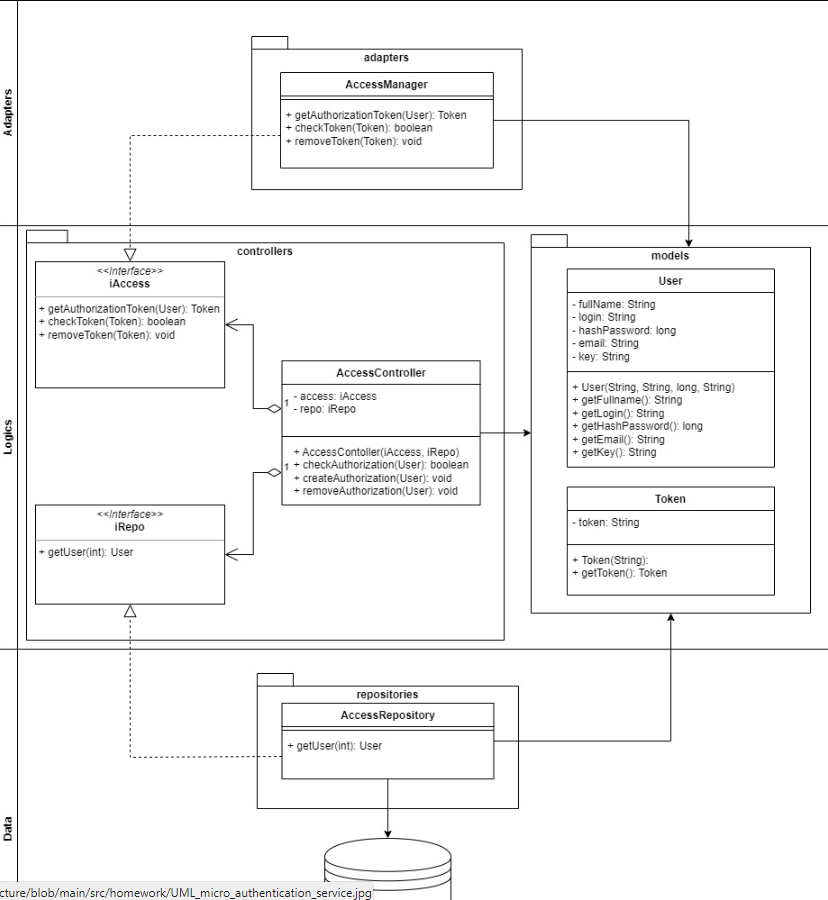 Adapters
adapters
AccessManager
+ getAuthorizationToken(User): Token
+ checkToken(Token): boolean
+ removeToken(Token): void
Logics
controllers
<<Interface>>
iAccess
+ getAuthorizationToken(User): Token
+ checkToken(Token): boolean
+ removeToken(Token): void
AccessController
- access: iAccess
- repo: iRepo
+ AccessContoller(iAccess, iRepo)
+ checkAuthorization(User): boolean
+ createAuthorization(User): void
+ removeAuthorization(User): void
1
1
<<Interface>>
iRepo
+ getUser(int): User
models
User
- fullName: String
- login: String
- hashPassword: long
- email: String
- key: String
+ User(String, String, long, String)
+ getFullname(): String
+ getLogin(): String
+ getHashPassword(): long
+ getEmail(): String
+ getKey(): String
Token
- token: String
+ Token(String):
+ getToken(): Token
Data
repositories
AccessRepository
+ getUser(int): User
cture/blob/main/src/homework/UML_micro_authentication_service.jpg